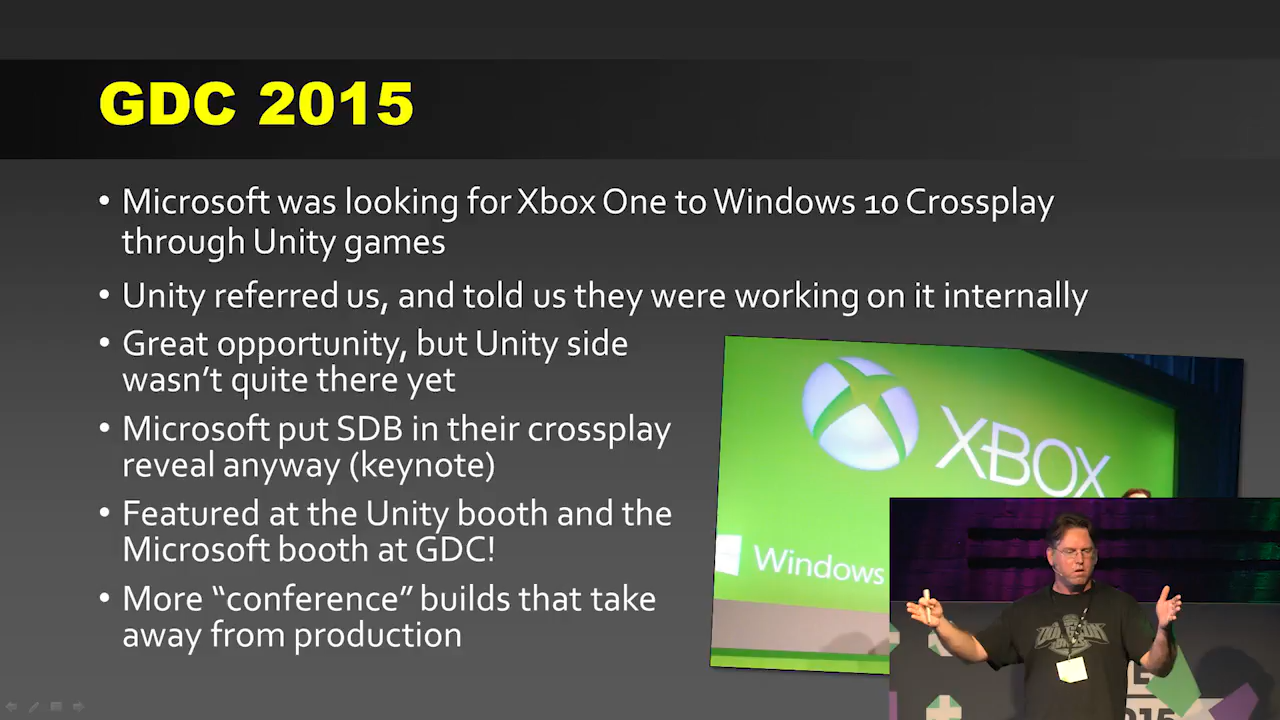 GDC 2015
• Microsoft was looking for Xbox One to Windows 10 Crossplay
through Unity games
• Unity referred us, and told us they were working on it internally
• Great opportunity, but Unity side
wasn't quite there yet
• Microsoft put SDB in their crossplay
reveal anyway (keynote)
• Featured at the Unity booth and the
Microsoft booth at GDC!
• More “conference” builds that take
away from production
XBOX
Windows
2015